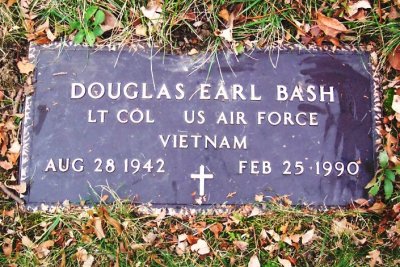 DOUGLAS EARL BASH
LT COL US AIR FORCE
VIETNAM
AUG 28 1942 FEB 25 1990